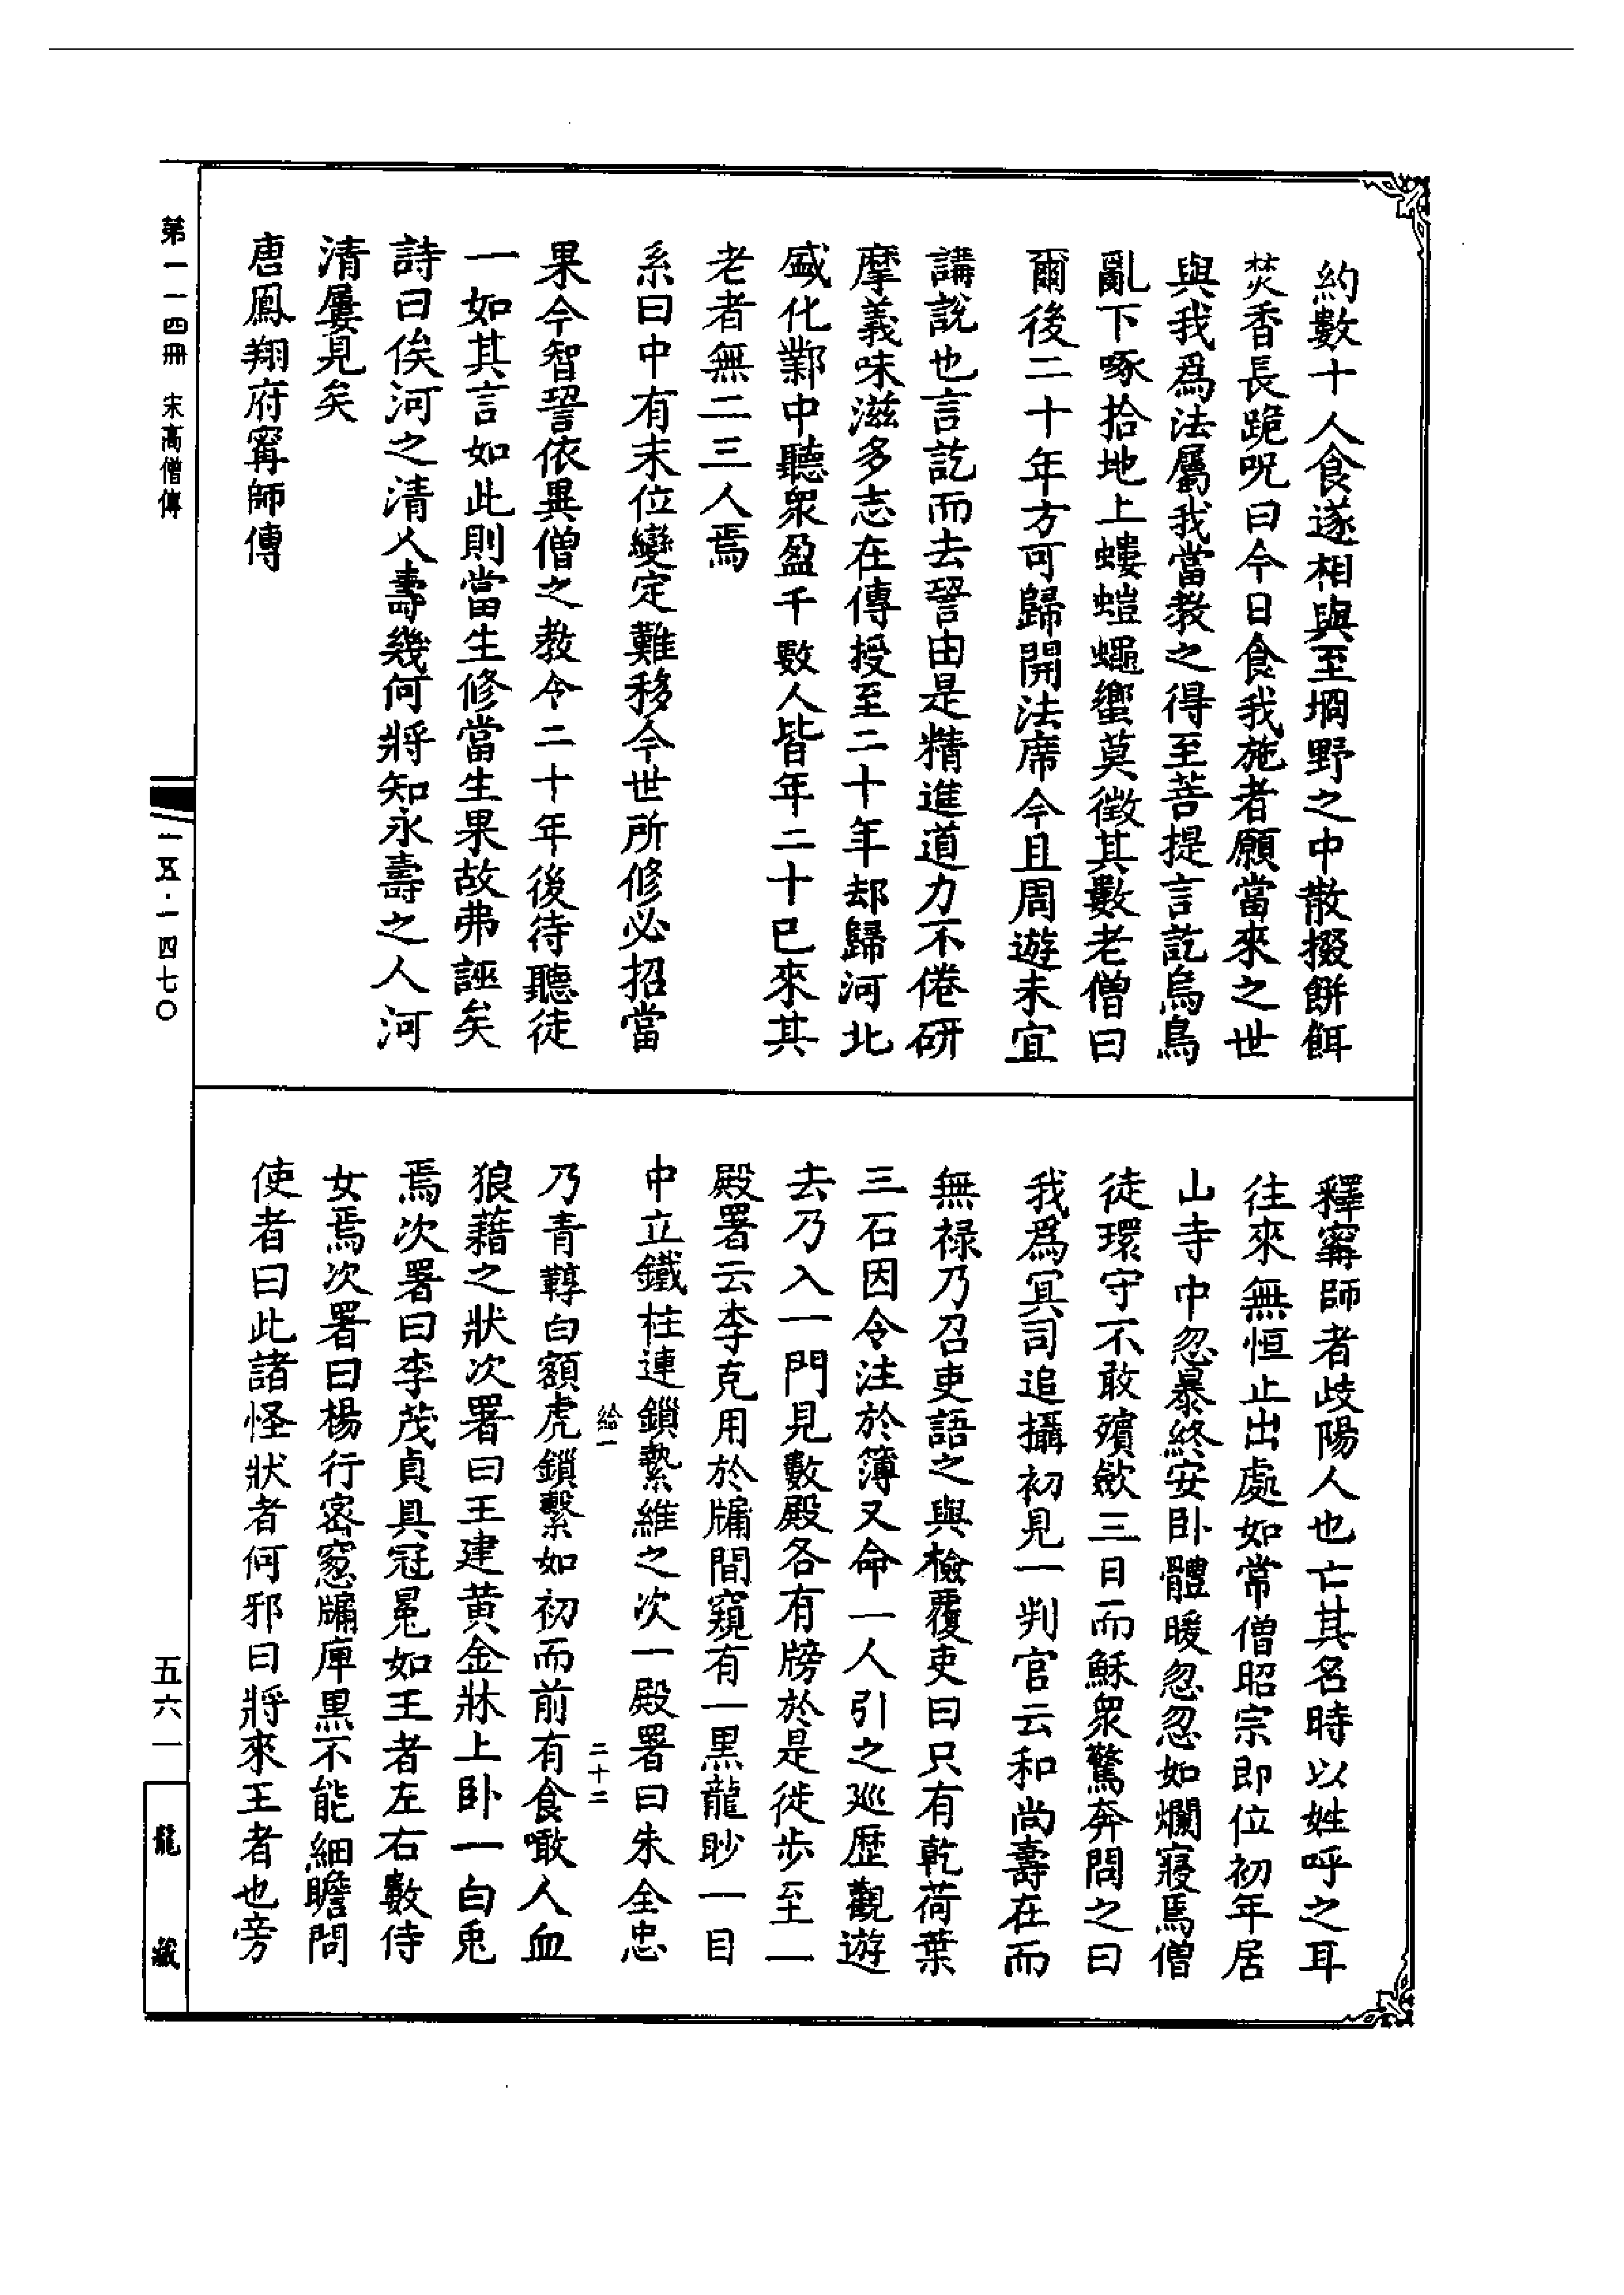 約數十人食遂相與至壖野之中散掇餅餌
焚香長跪呪曰今日食我施者願當來之世
與我爲法屬我當教之得至菩提言訖烏鳥
亂下啄拾地上螻螘蠅蠁莫徵其數老僧曰
爾後二十年方可歸開法席今且周遊未宜
講說也言訖而去詧由是精進道力不倦研
摩義味滋多志在傳授至二十年却歸河北
盛化鄴中聽衆盈千數人皆年二十已來其
老者無二三人焉
系曰中有末位變定難移今世所修必招當
果今智詧依異僧之教令二十年後待聽徒
一如其言如此則當生修當生果故弗誣矣
詩曰俟河之清人壽幾何將知永壽之人河
清屢見矣
唐鳳翔府甯師傳
釋甯師者歧陽人也亡其名時以姓呼之耳
往來無恒止出處如常僧昭宗即位初年居
山寺中忽暴終安卧體暖忽忽如爛寢焉僧
徒環守不敢殯歛三日而穌衆驚奔問之曰
我爲冥司追攝初見一判官云和尚壽在而
無祿乃召吏語之與檢覆吏曰只有乾荷葉
三石因令注於簿又命一人引之巡歷觀遊
去乃入一門見數殿各有牓於是徙步至一
殿署云李克用於牖間窺有一黑龍眇一目
中立鐵柱連鎖縶維之次一殿署曰朱全忠
乃青鞟白額虎鎖繫如初而前有食噉人血
狼藉之狀次署曰王建黄金牀上卧一白兎
焉次署曰李茂貞具冠冕如王者左右數侍
女焉次署曰楊行密窻牖庳黑不能細瞻問
使者曰此諸怪狀者何邪曰將來王者也旁
給一
二十二
第一一四冊 宋高僧傳
一五·一四七〇
五六一
龍藏